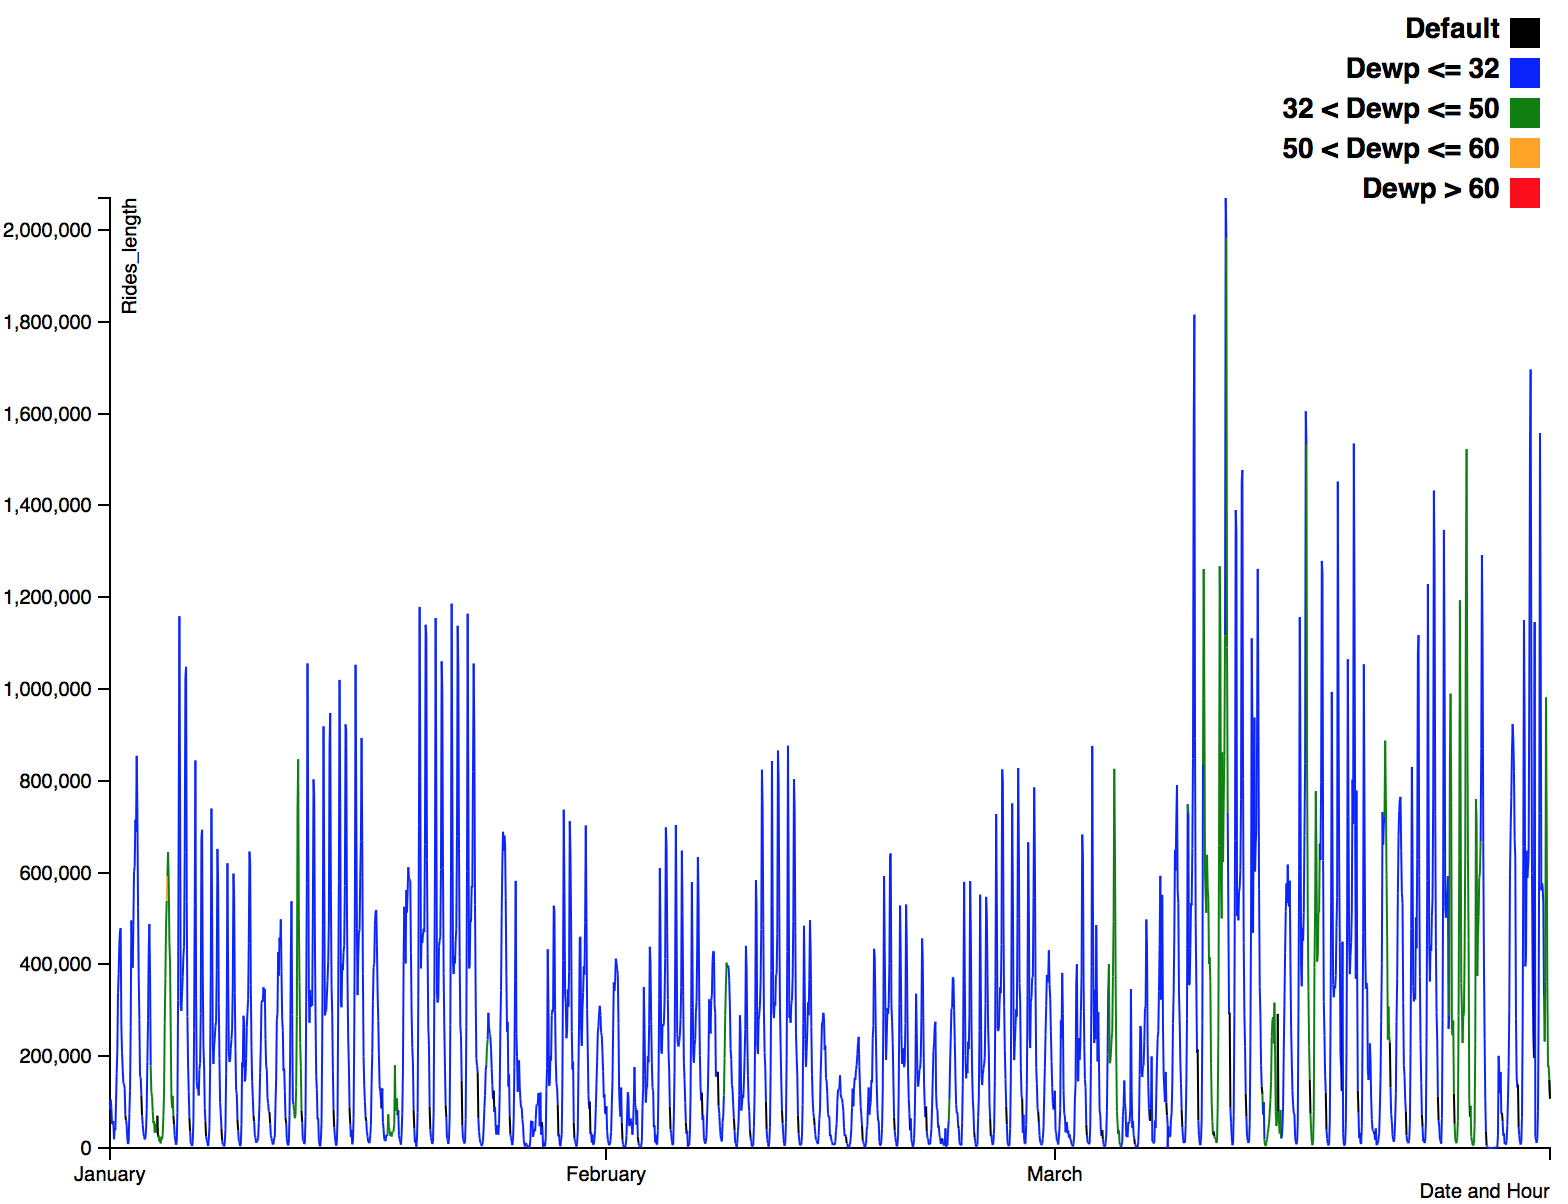 Default
Dewp <= 32
32 < Dewp <= 50
50 < Dewp <= 60
Dewp > 60
Rides_length
2,000,000
1,800,000
1,600,000
1,400,000
1,200,000
1,000,000
800,000
600,000
400,000
200,000
0
January
February
March
Date and Hour